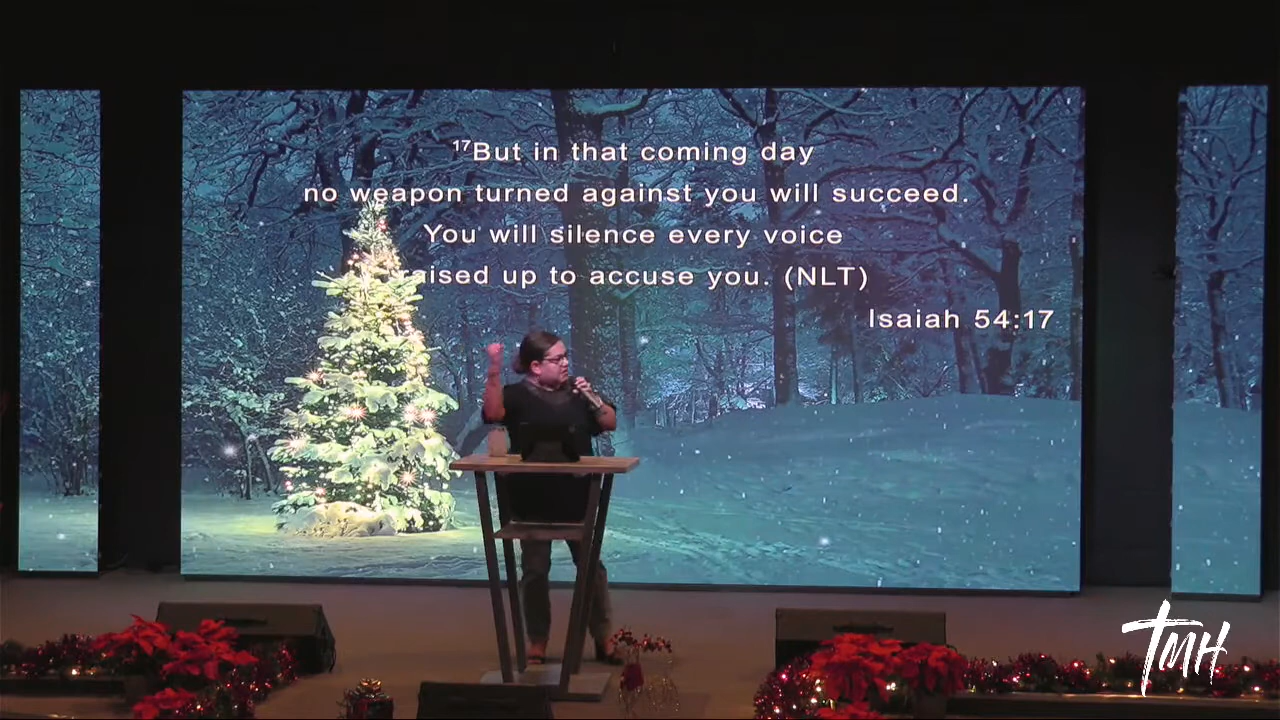 ¹⁷But in that coming day
no weapon turned against you will succeed.
You will silence every voice
raised up to accuse you. (NLT)
Isaiah 54:17
TMH